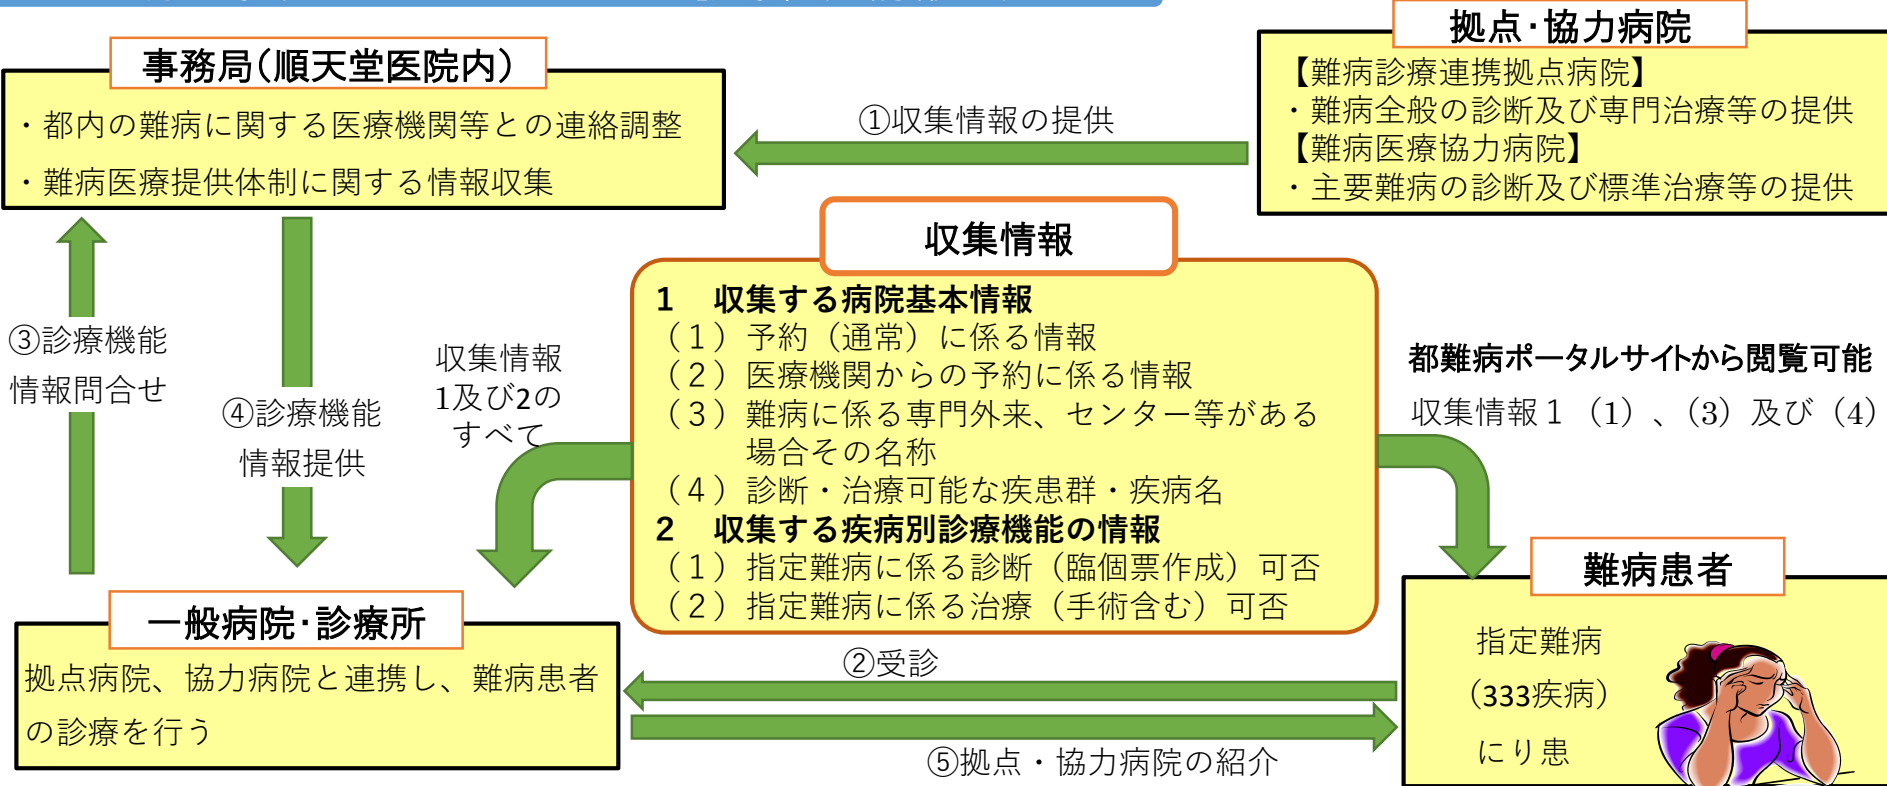 事務局（順天堂医院内）
・都内の難病に関する医療機関等との連絡調整
・難病医療提供体制に関する情報収集
①収集情報の提供
拠点・協力病院
【難病診療連携拠点病院】
・難病全般の診断及び専門治療等の提供
【難病医療協力病院】
・主要難病の診断及び標準治療等の提供
③診療機能
情報問合せ
④診療機能
情報提供
収集情報
1及び2の
すべて
収集情報
1　収集する病院基本情報
（１）予約（通常）に係る情報
（２）医療機関からの予約に係る情報
（３）難病に係る専門外来、センター等がある
場合その名称
（４）診断・治療可能な疾患群・疾病名
2　収集する疾病別診療機能の情報
（１）指定難病に係る診断（臨個票作成）可否
（２）指定難病に係る治療（手術含む）可否
都難病ポータルサイトから閲覧可能
収集情報１（1）、（3）及び（4）
一般病院・診療所
拠点病院、協力病院と連携し、難病患者
の診療を行う
②受診
⑤拠点・協力病院の紹介
難病患者
指定難病
（333疾病）
にり患